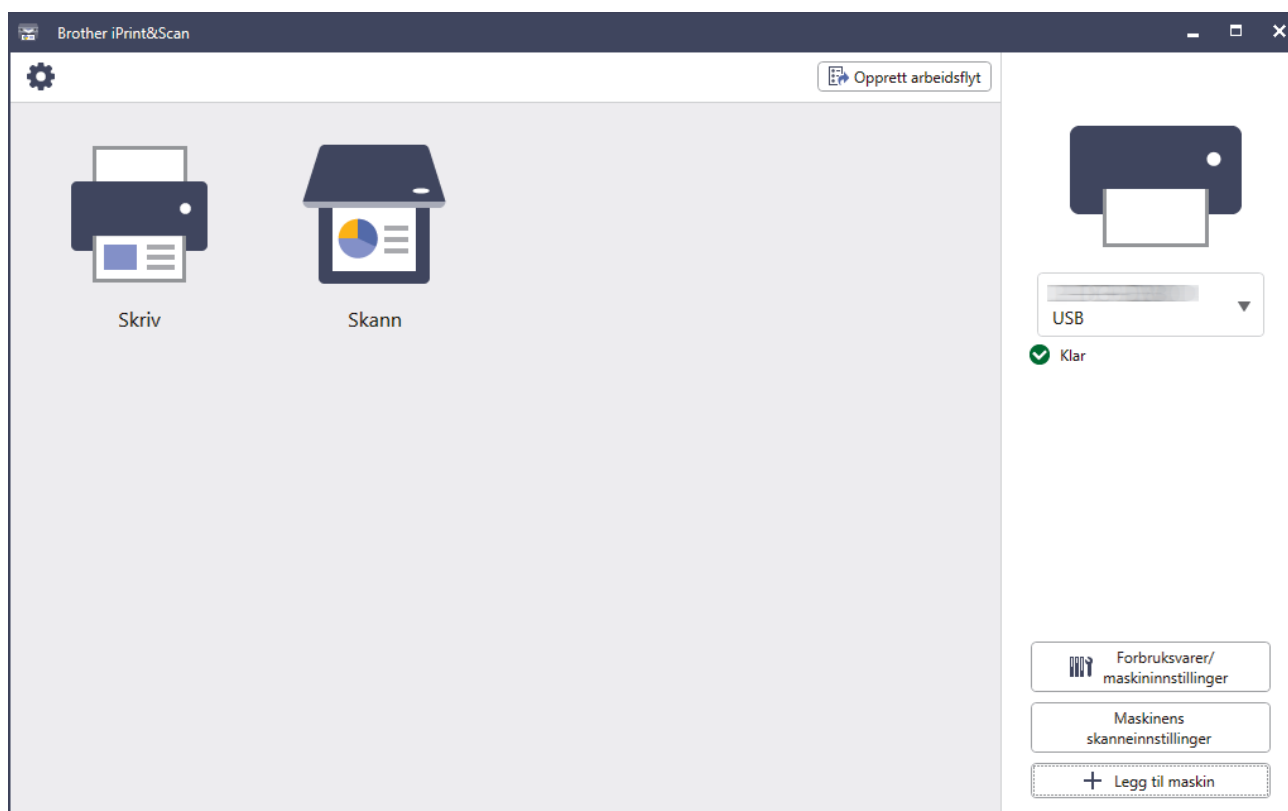 Brother iPrint&Scan
Opprett arbeidsflyt
Skriv
Skann
USB
Klar
Forbruksvarer/
maskininnstillinger
Maskinens
skanneinnstillinger
Legg til maskin